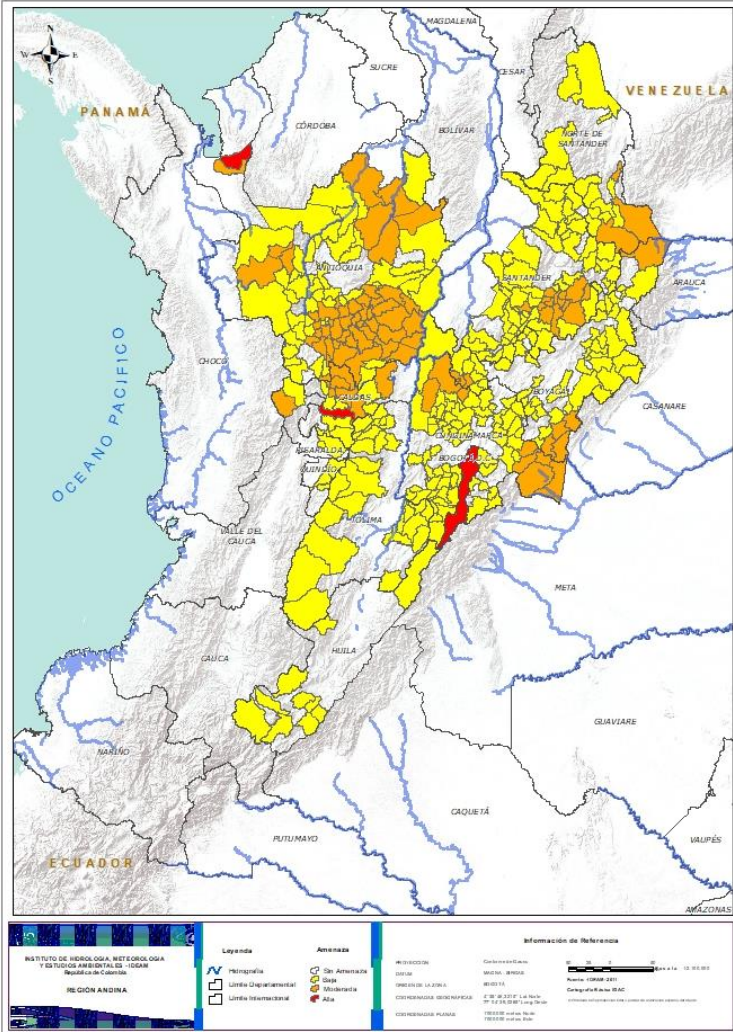 N
W
E
S
MAGDALENA
SUCRE
CESAR
VENEZUELA
PANAMÁ
CÓRDOBA
BOLÍVAR
NORTE DE
SANTANDER
ANTIOQUIA
SANTANDER
ARAUCA
CHOCÓ
OCEANO PACIFICO
CALDAS
BOYACÁ
CASANARE
CUNDINAMARCA
RISARALDA
BOGOTÁ, D.C.
QUINDIO
TOLIMA
VALLE DEL
CAUCA
META
HUILA
CAUCA
GUAVIARE
NARIÑO
CAQUETÁ
PUTUMAYO
VAUPÉS
ECUADOR
AMAZONAS
INSTITUTO DE HIDROLOGIA, METEOROLOGIA
Y ESTUDIOS AMBIENTALES - IDEAM
República de Colombia
REGIÓN ANDINA
Leyenda
Hidrografía
Límite Departamental
Límite Internacional
Amenaza
Sin Amenaza
Baja
Moderada
Alta
Información de Referencia
PROYECCIÓN
DATUM
ORIGEN DE LA ZONA
BOGOTÁ
COORDENADAS GEOGRÁFICAS
COORDENADAS PLANAS